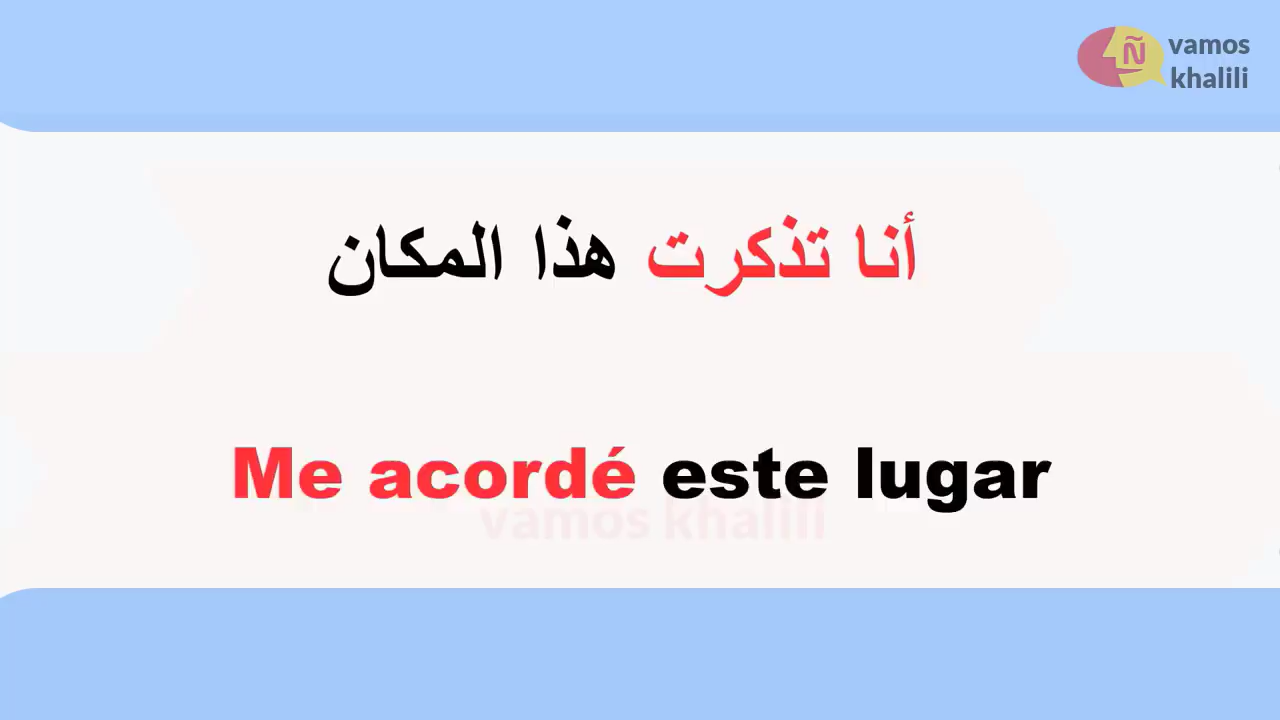 Ñ
vamos
khalili
أنا تذكرت هذا المكان
Me acordé este lugar
vamos khalili